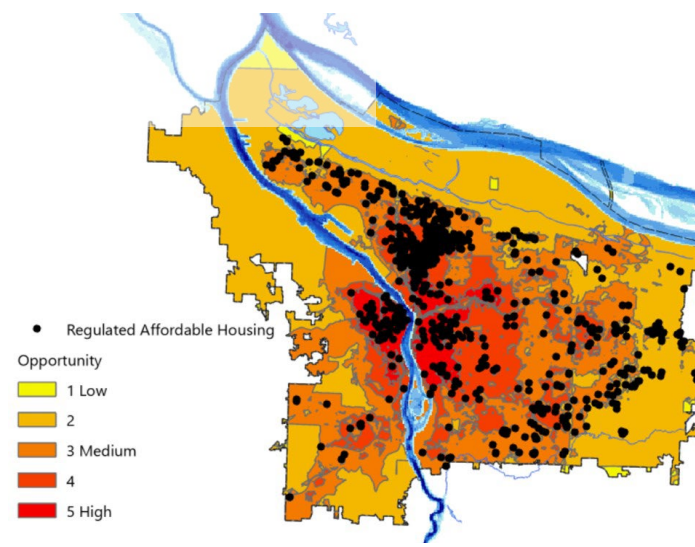 Regulated Affordable Housing
Opportunity
1 Low
2
3 Medium
4
5 High